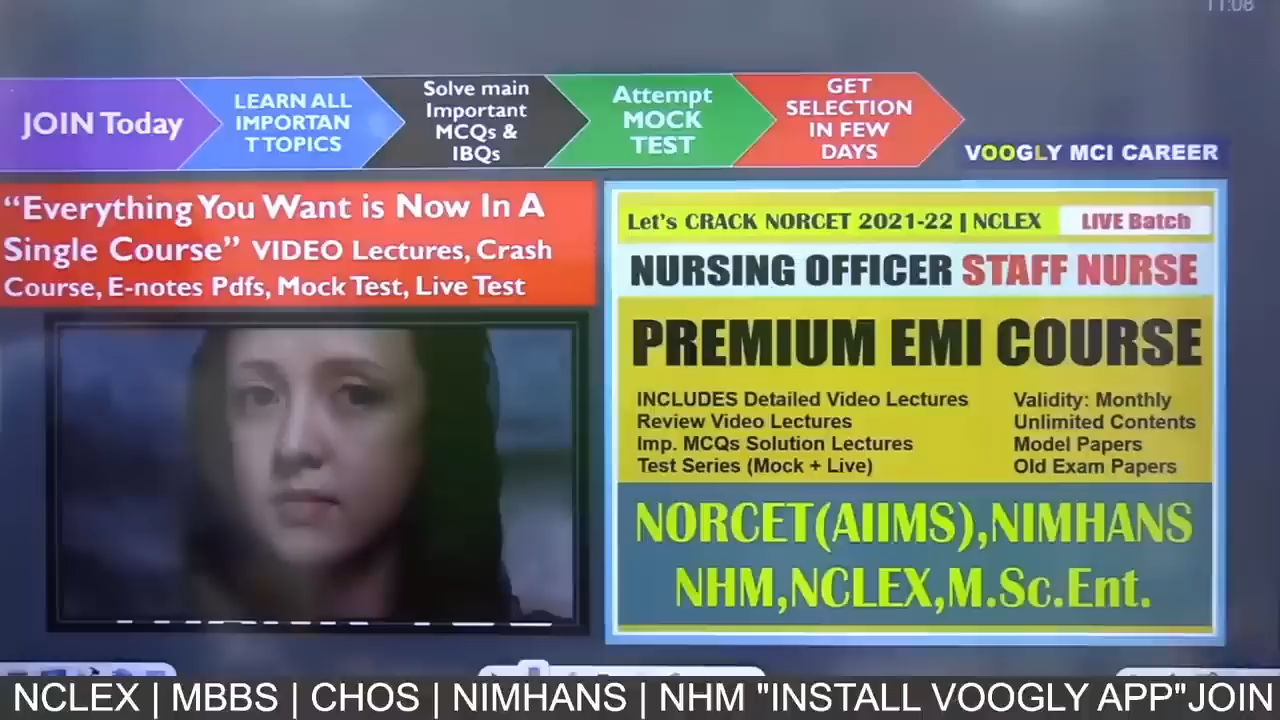 11:08
JOIN Today
LEARN ALL
IMPORTAN
T TOPICS
Solve main
Important
MCQs &
IBQs
Attempt
MOCK
TEST
GET
SELECTION
IN FEW
DAYS
VOOGLY MCI CAREER
“Everything You Want is Now In A
Single Course” VIDEO Lectures, Crash
Course, E-notes Pdfs, Mock Test, Live Test
Let's CRACK NORCET 2021-22 | NCLEX LIVE Batch
NURSING OFFICER STAFF NURSE
PREMIUM EMI COURSE
INCLUDES Detailed Video Lectures
Review Video Lectures
Imp. MCQs Solution Lectures
Test Series (Mock + Live)
Validity: Monthly
Unlimited Contents
Model Papers
Old Exam Papers
NORCET(AIIMS),NIMHANS
NHM,NCLEX,M.Sc.Ent.
NCLEX | MBBS | CHOS | NIMHANS | NHM "INSTALL VOOGLY APP"JOIN